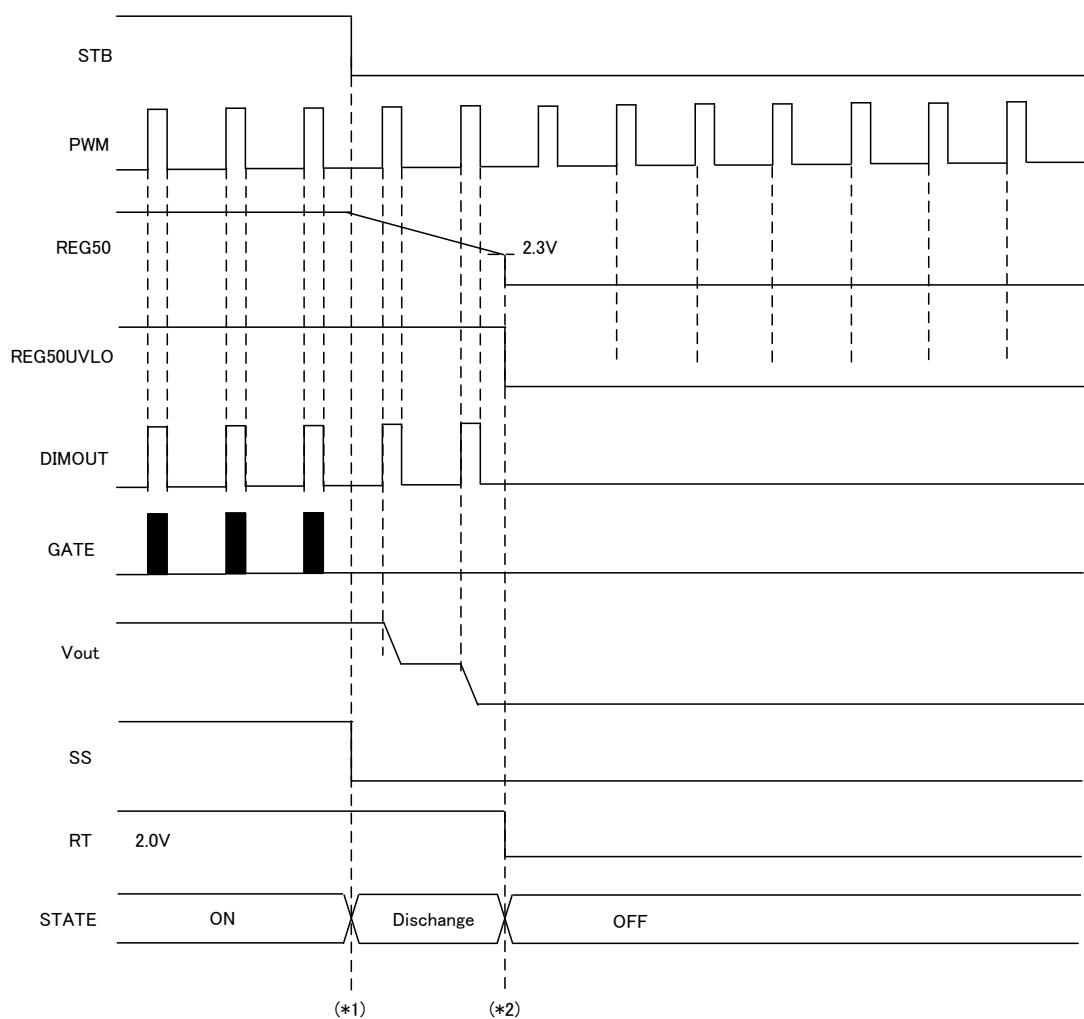 STB
PWM
REG50
2.3V
REG50UVLO
DIMOUT
GATE
Vout
SS
RT 2.0V
STATE ON Dischange OFF
(*1) (*2)